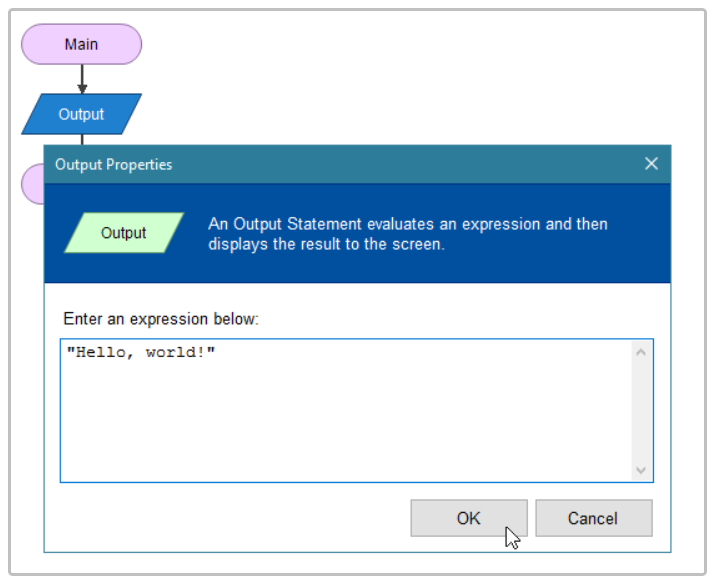 Main
Output
Output Properties
Output
An Output Statement evaluates an expression and then
displays the result to the screen.
Enter an expression below:
"Hello, world!"
OK
Cancel